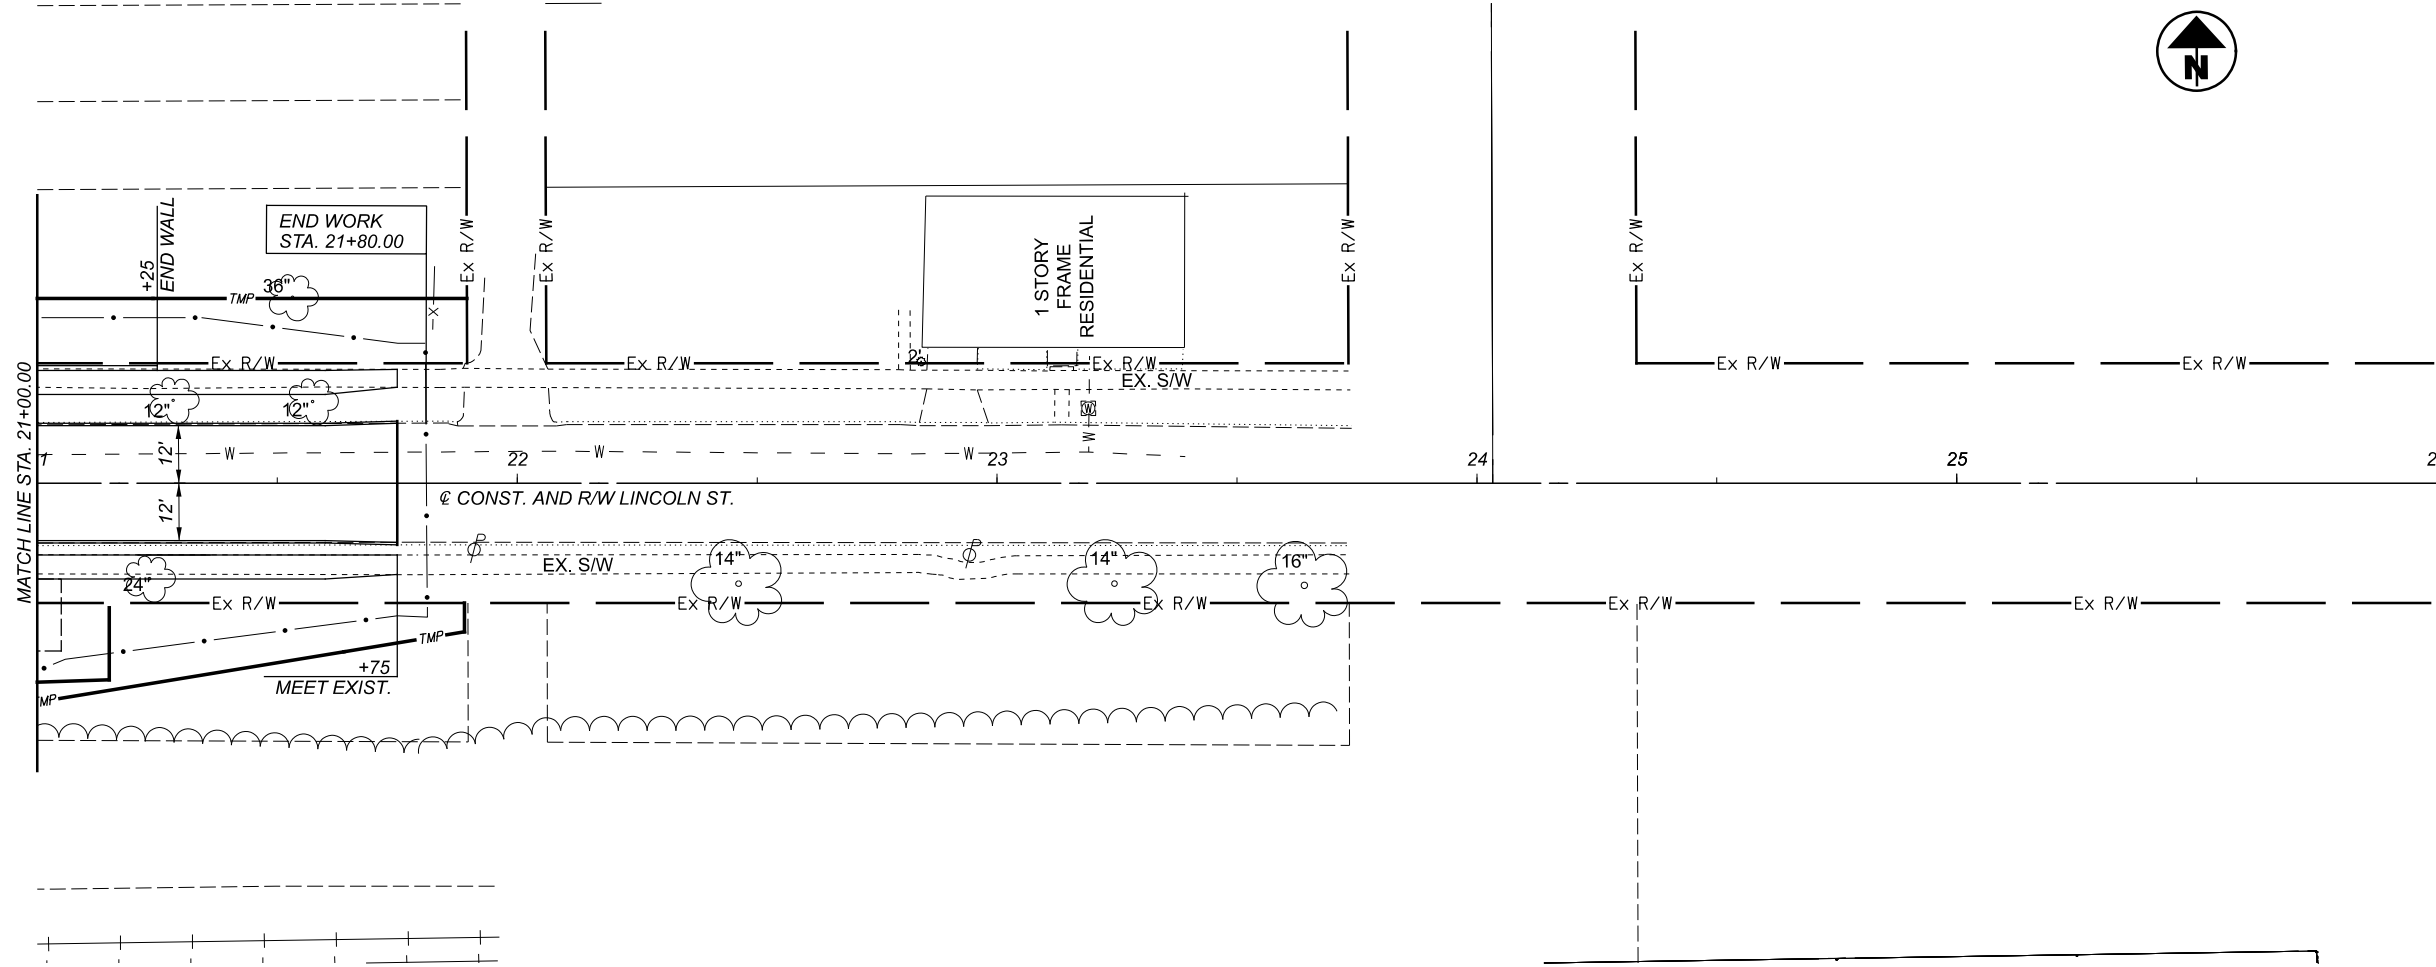 N
END WORK
STA. 21+80.00
+25
END WALL
Ex R/W
Ex R/W
Ex R/W
Ex R/W
1 STORY
FRAME
RESIDENTIAL
36"
TMP
X
MATCH LINE STA. 21+00.00
Ex R/W
Ex R/W
2'
Ex R/W
Ex R/W
Ex R/W
EX. S/W
12"
12"
W
W
12'
W
W
W
1
22
23
24
25
2
12'
℄ CONST. AND R/W LINCOLN ST.
P
P
EX. S/W
14"
14"
16"
24"
Ex R/W
Ex R/W
Ex R/W
Ex R/W
Ex R/W
TMP
+75
MEET EXIST.
MP